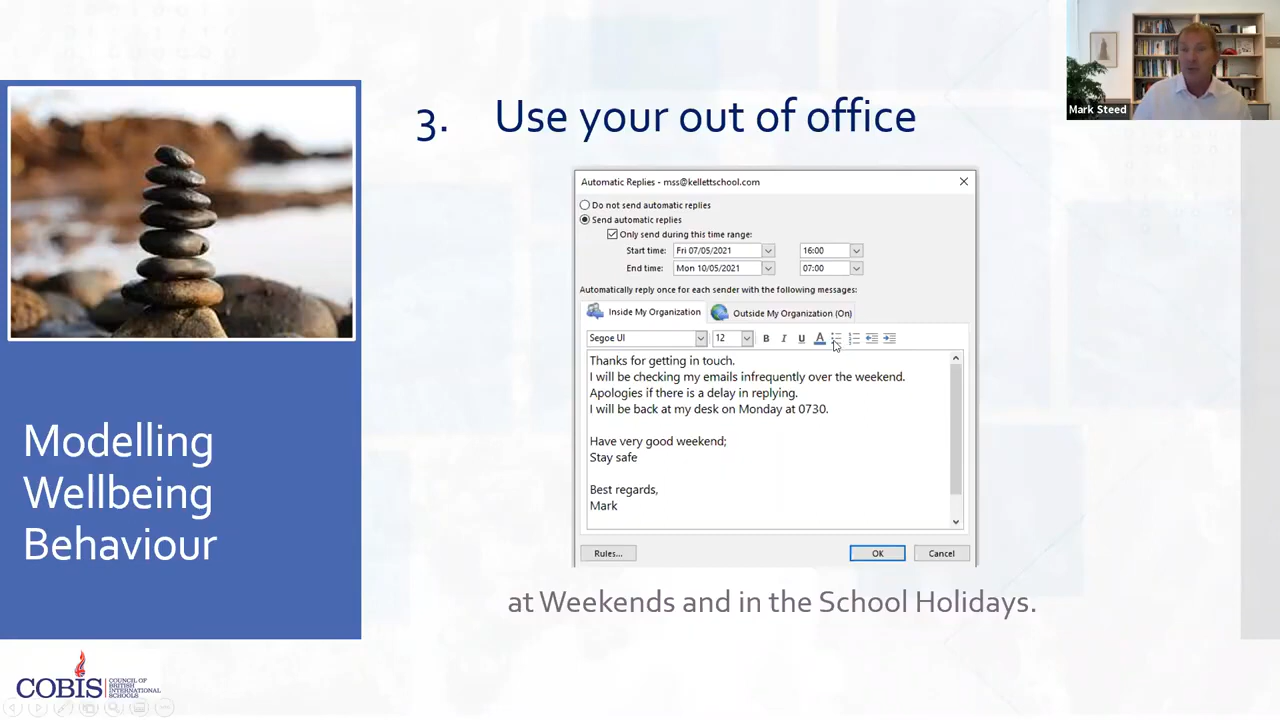 3. Use your out of office
Mark Steed
Automatic Replies - mss@kellettschool.com
Do not send automatic replies
Send automatic replies
Only send during this time range:
Start time: Fri 07/05/2021 16:00
End time: Mon 10/05/2021 07:00
Automatically reply once for each sender with the following messages:
Inside My Organization Outside My Organization (On)
Segoe UI 12 B I U A
Thanks for getting in touch.
I will be checking my emails infrequently over the weekend.
Apologies if there is a delay in replying.
I will be back at my desk on Monday at 0730.
Have very good weekend;
Stay safe
Best regards,
Mark
Rules... OK Cancel
at Weekends and in the School Holidays.
Modelling
Wellbeing
Behaviour
COBIS
COUNCIL OF
BRITISH
INTERNATIONAL
SCHOOLS